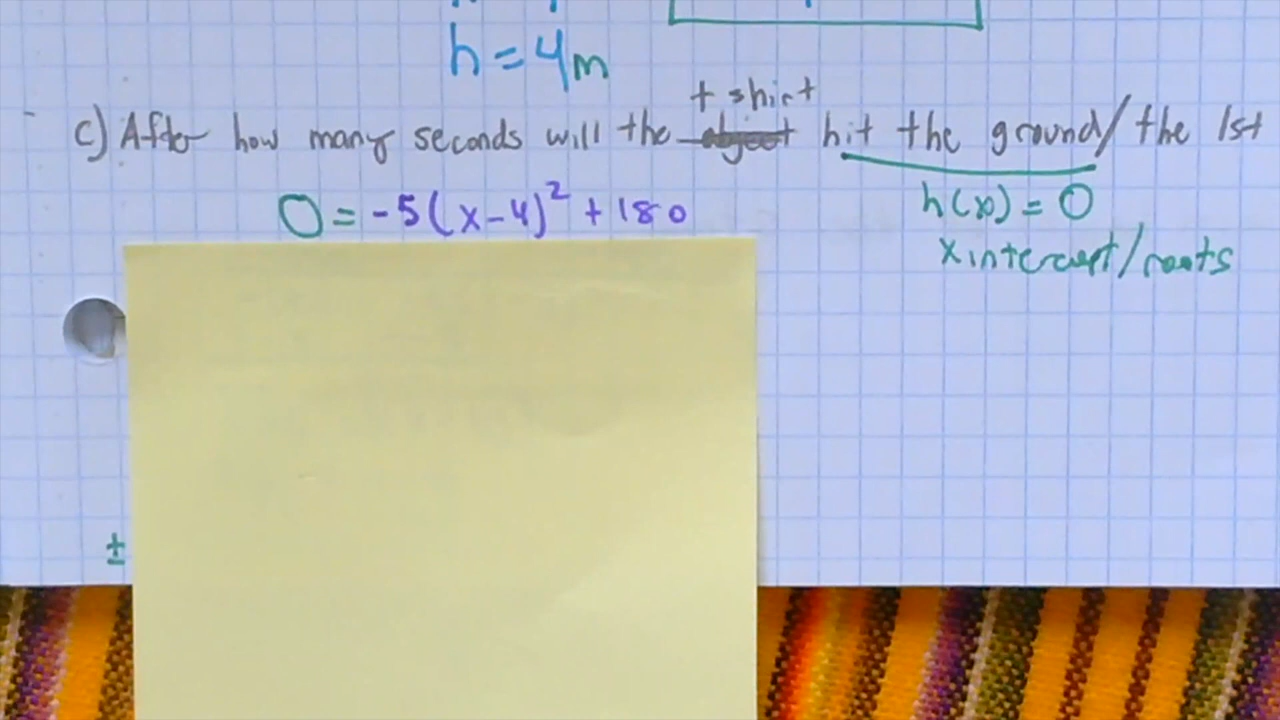 h = 4m
t shirt
c) After how many seconds will the object hit the ground/the 1st
0 = -5(x-4)² + 180
h(x) = 0
x intercept/roots
±